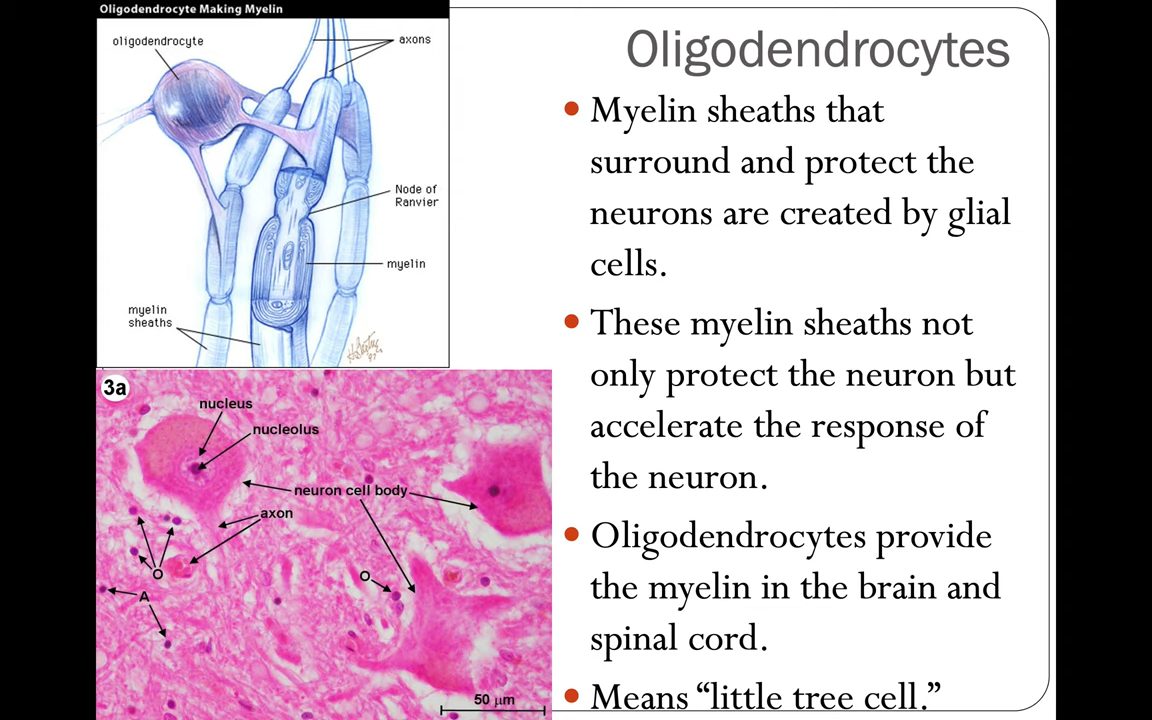 Oligodendrocyte Making Myelin
oligodendrocyte
axons
Node of
Ranvier
myelin
myelin
sheaths
3a
nucleus
nucleolus
neuron cell body
axon
O
O
A
50 µm
Oligodendrocytes
• Myelin sheaths that
surround and protect the
neurons are created by glial
cells.
• These myelin sheaths not
only protect the neuron but
accelerate the response of
the neuron.
• Oligodendrocytes provide
the myelin in the brain and
spinal cord.
• Means “little tree cell.”